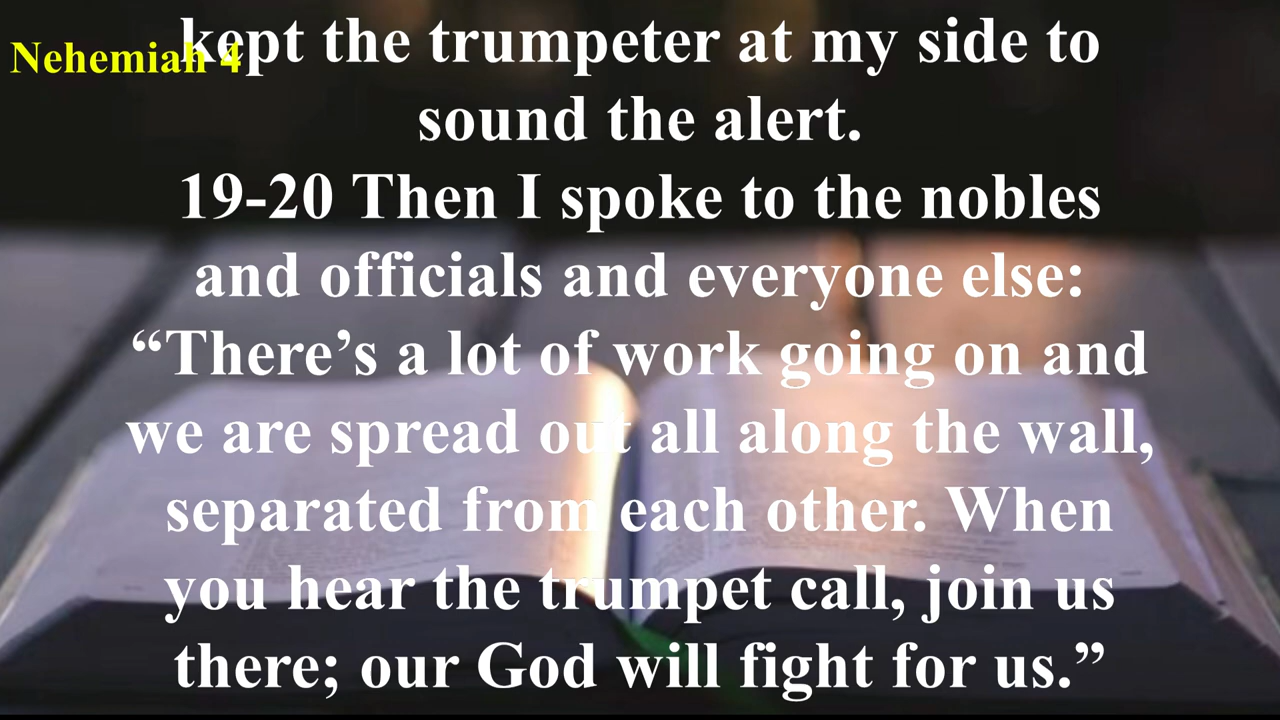 Nehemiah 4
kept the trumpeter at my side to
sound the alert.
19-20 Then I spoke to the nobles
and officials and everyone else:
“There’s a lot of work going on and
we are spread out all along the wall,
separated from each other. When
you hear the trumpet call, join us
there; our God will fight for us.”